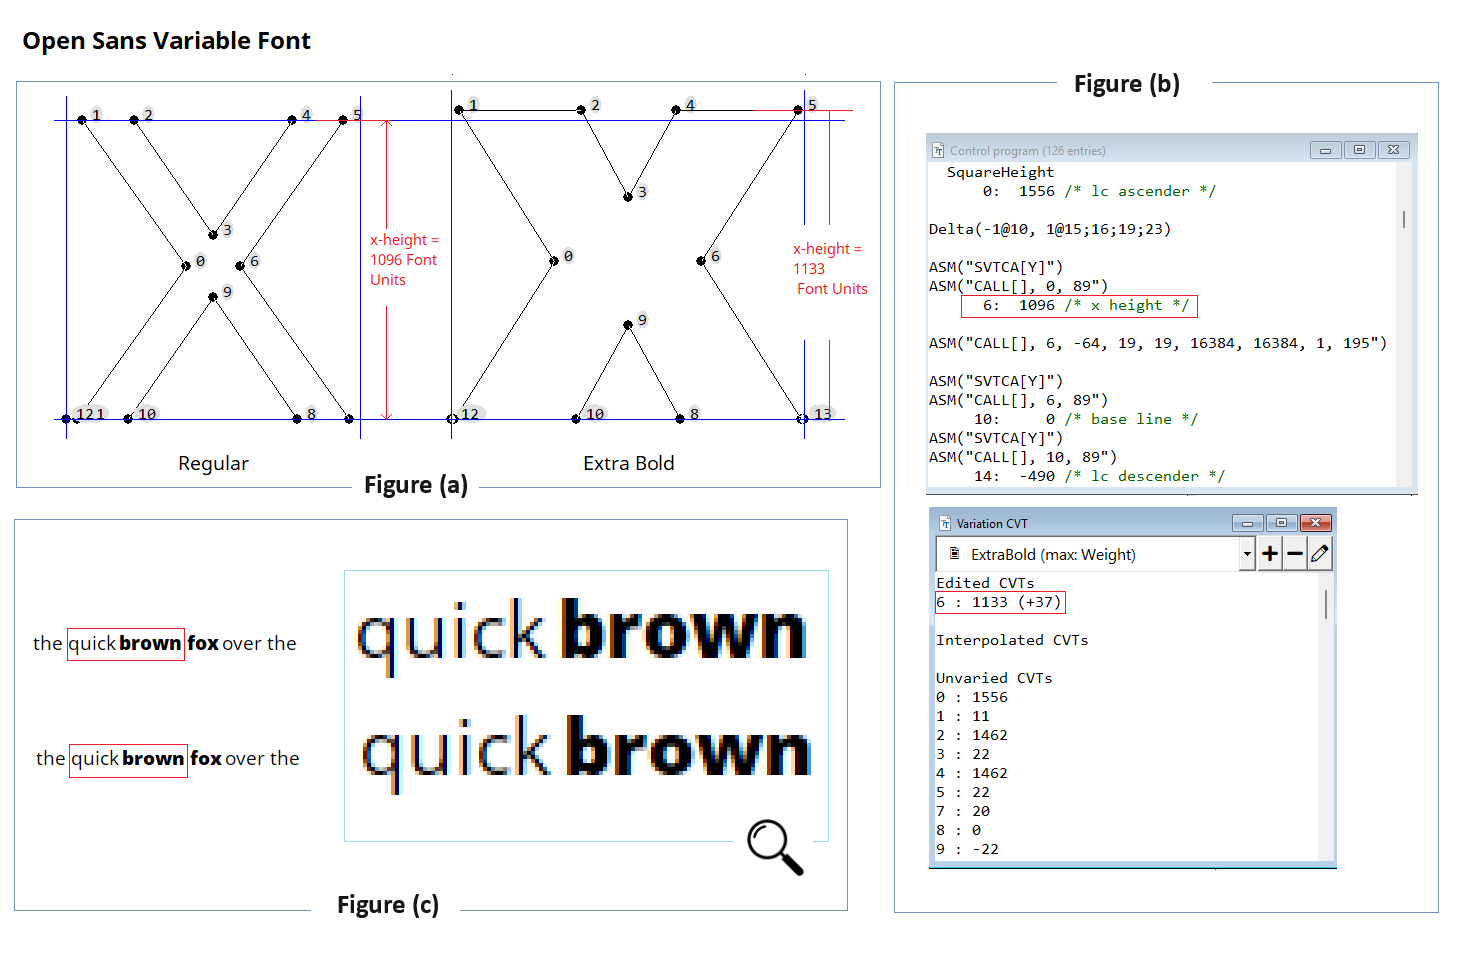 Open Sans Variable Font
1
2
4
5
3
0
6
9
121
10
8
x-height =
1096 Font
Units
Regular
1
2
4
5
3
0
6
9
12
10
8
13
x-height =
1133
Font Units
Extra Bold
Figure (a)
Figure (b)
Control program (126 entries)
SquareHeight
0: 1556 /* lc ascender */
Delta(-1@10, 1@15;16;19;23)
ASM("SVTCA[Y]")
ASM("CALL[], 0, 89")
6: 1096 /* x height */
ASM("CALL[], 6, -64, 19, 19, 16384, 16384, 1, 195")
ASM("SVTCA[Y]")
ASM("CALL[], 6, 89")
10: 0 /* base line */
ASM("SVTCA[Y]")
ASM("CALL[], 10, 89")
14: -490 /* lc descender */
Variation CVT
ExtraBold (max: Weight)
Edited CVTs
6 : 1133 (+37)
Interpolated CVTs
Unvaried CVTs
0 : 1556
1 : 11
2 : 1462
3 : 22
4 : 1462
5 : 22
7 : 20
8 : 0
9 : -22
the quick brown fox over the
the quick brown fox over the
quick brown
quick brown
Figure (c)